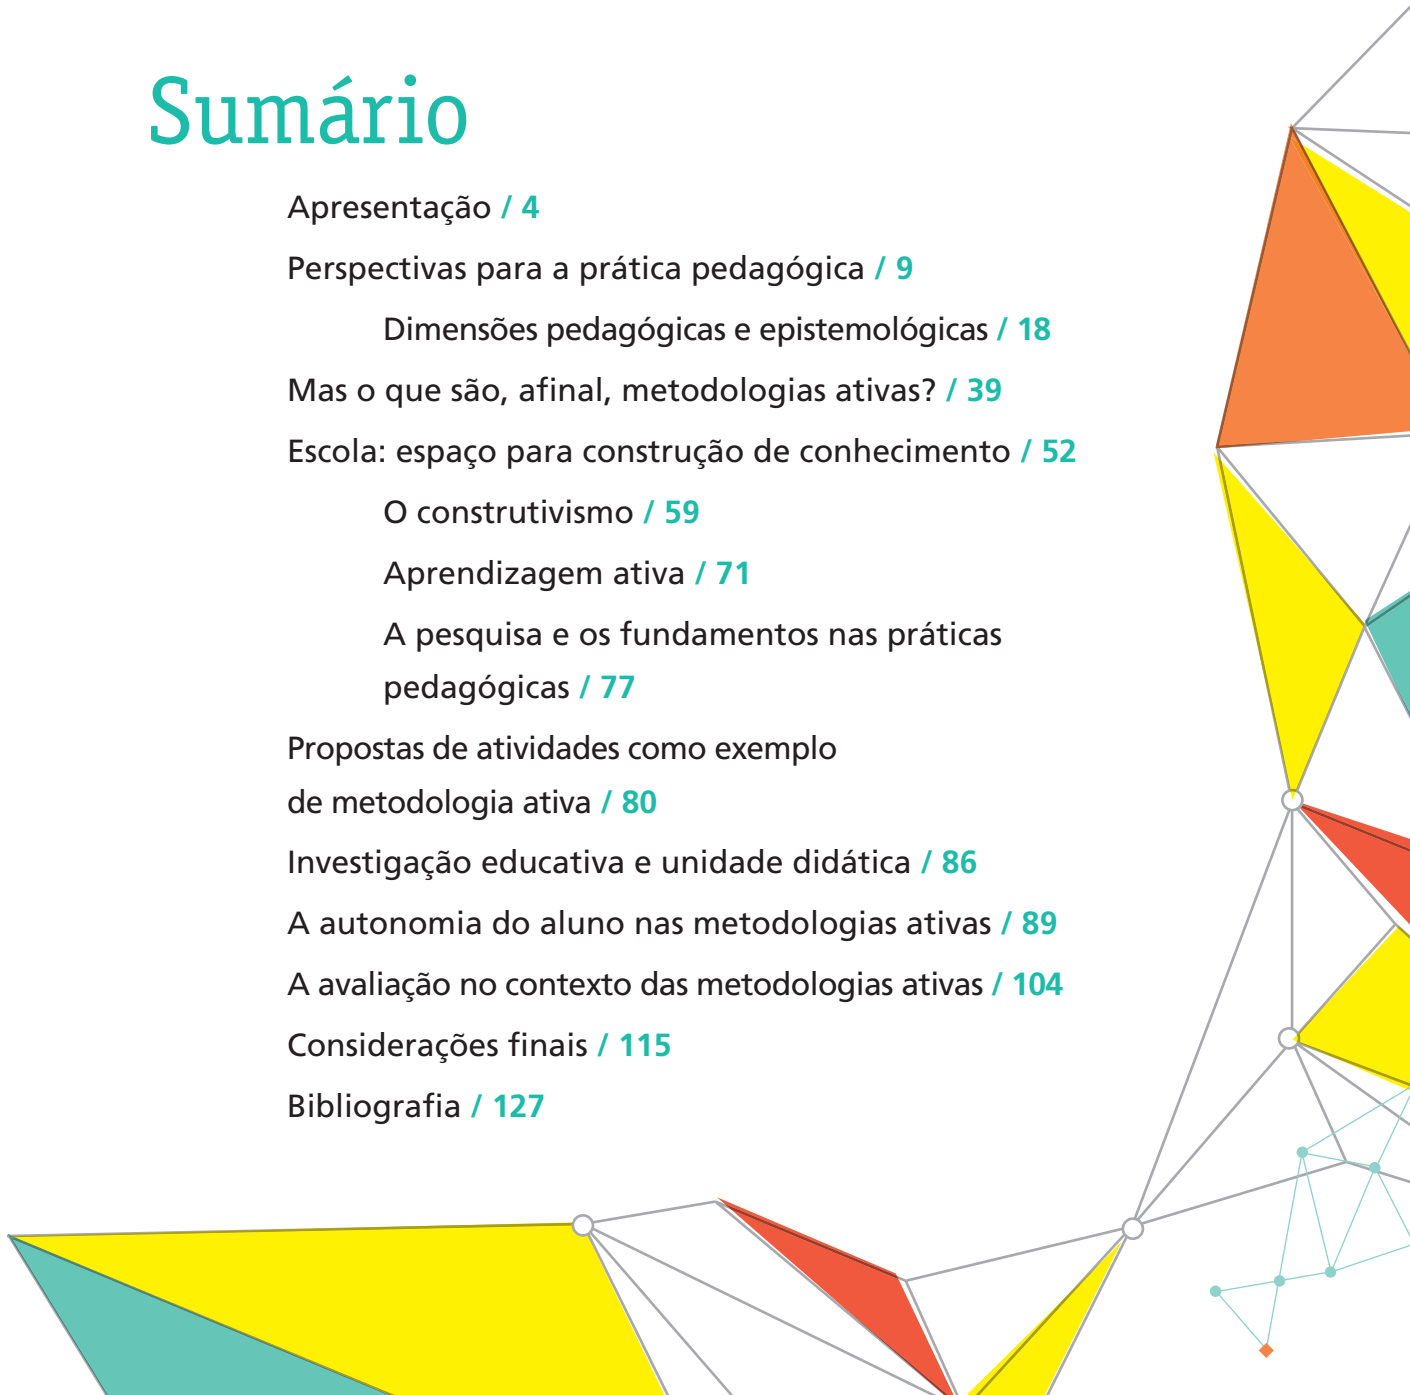 Sumário
Apresentação / 4
Perspectivas para a prática pedagógica / 9
Dimensões pedagógicas e epistemológicas / 18
Mas o que são, afinal, metodologias ativas? / 39
Escola: espaço para construção de conhecimento / 52
O construtivismo / 59
Aprendizagem ativa / 71
A pesquisa e os fundamentos nas práticas
pedagógicas / 77
Propostas de atividades como exemplo
de metodologia ativa / 80
Investigação educativa e unidade didática / 86
A autonomia do aluno nas metodologias ativas / 89
A avaliação no contexto das metodologias ativas / 104
Considerações finais / 115
Bibliografia / 127